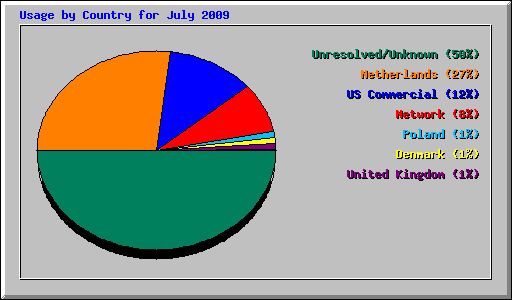 Usage by Country for July 2009
Unresolved/Unknown (50%)
Netherlands (27%)
US Commercial (12%)
Network (8%)
Poland (1%)
Denmark (1%)
United Kingdom (1%)